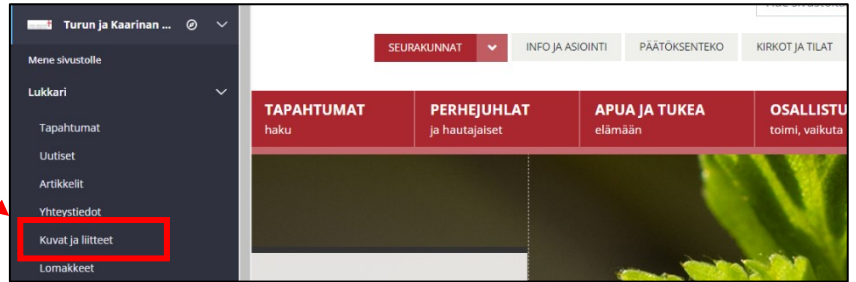 Turun ja Kaarinan ...
Mene sivustolle
Lukkari
Tapahtumat
Uutiset
Artikkelit
Yhteystiedot
Kuvat ja liitteet
Lomakkeet
SEURAKUNNAT
INFO JA ASIOINTI
PÄÄTÖKSENTEKO
KIRKOT JA TILAT
TAPAHTUMAT
haku
PERHEJUHLAT
ja hautajaiset
APUA JA TUKEA
elämään
OSALLISTU
toimi, vaikuta